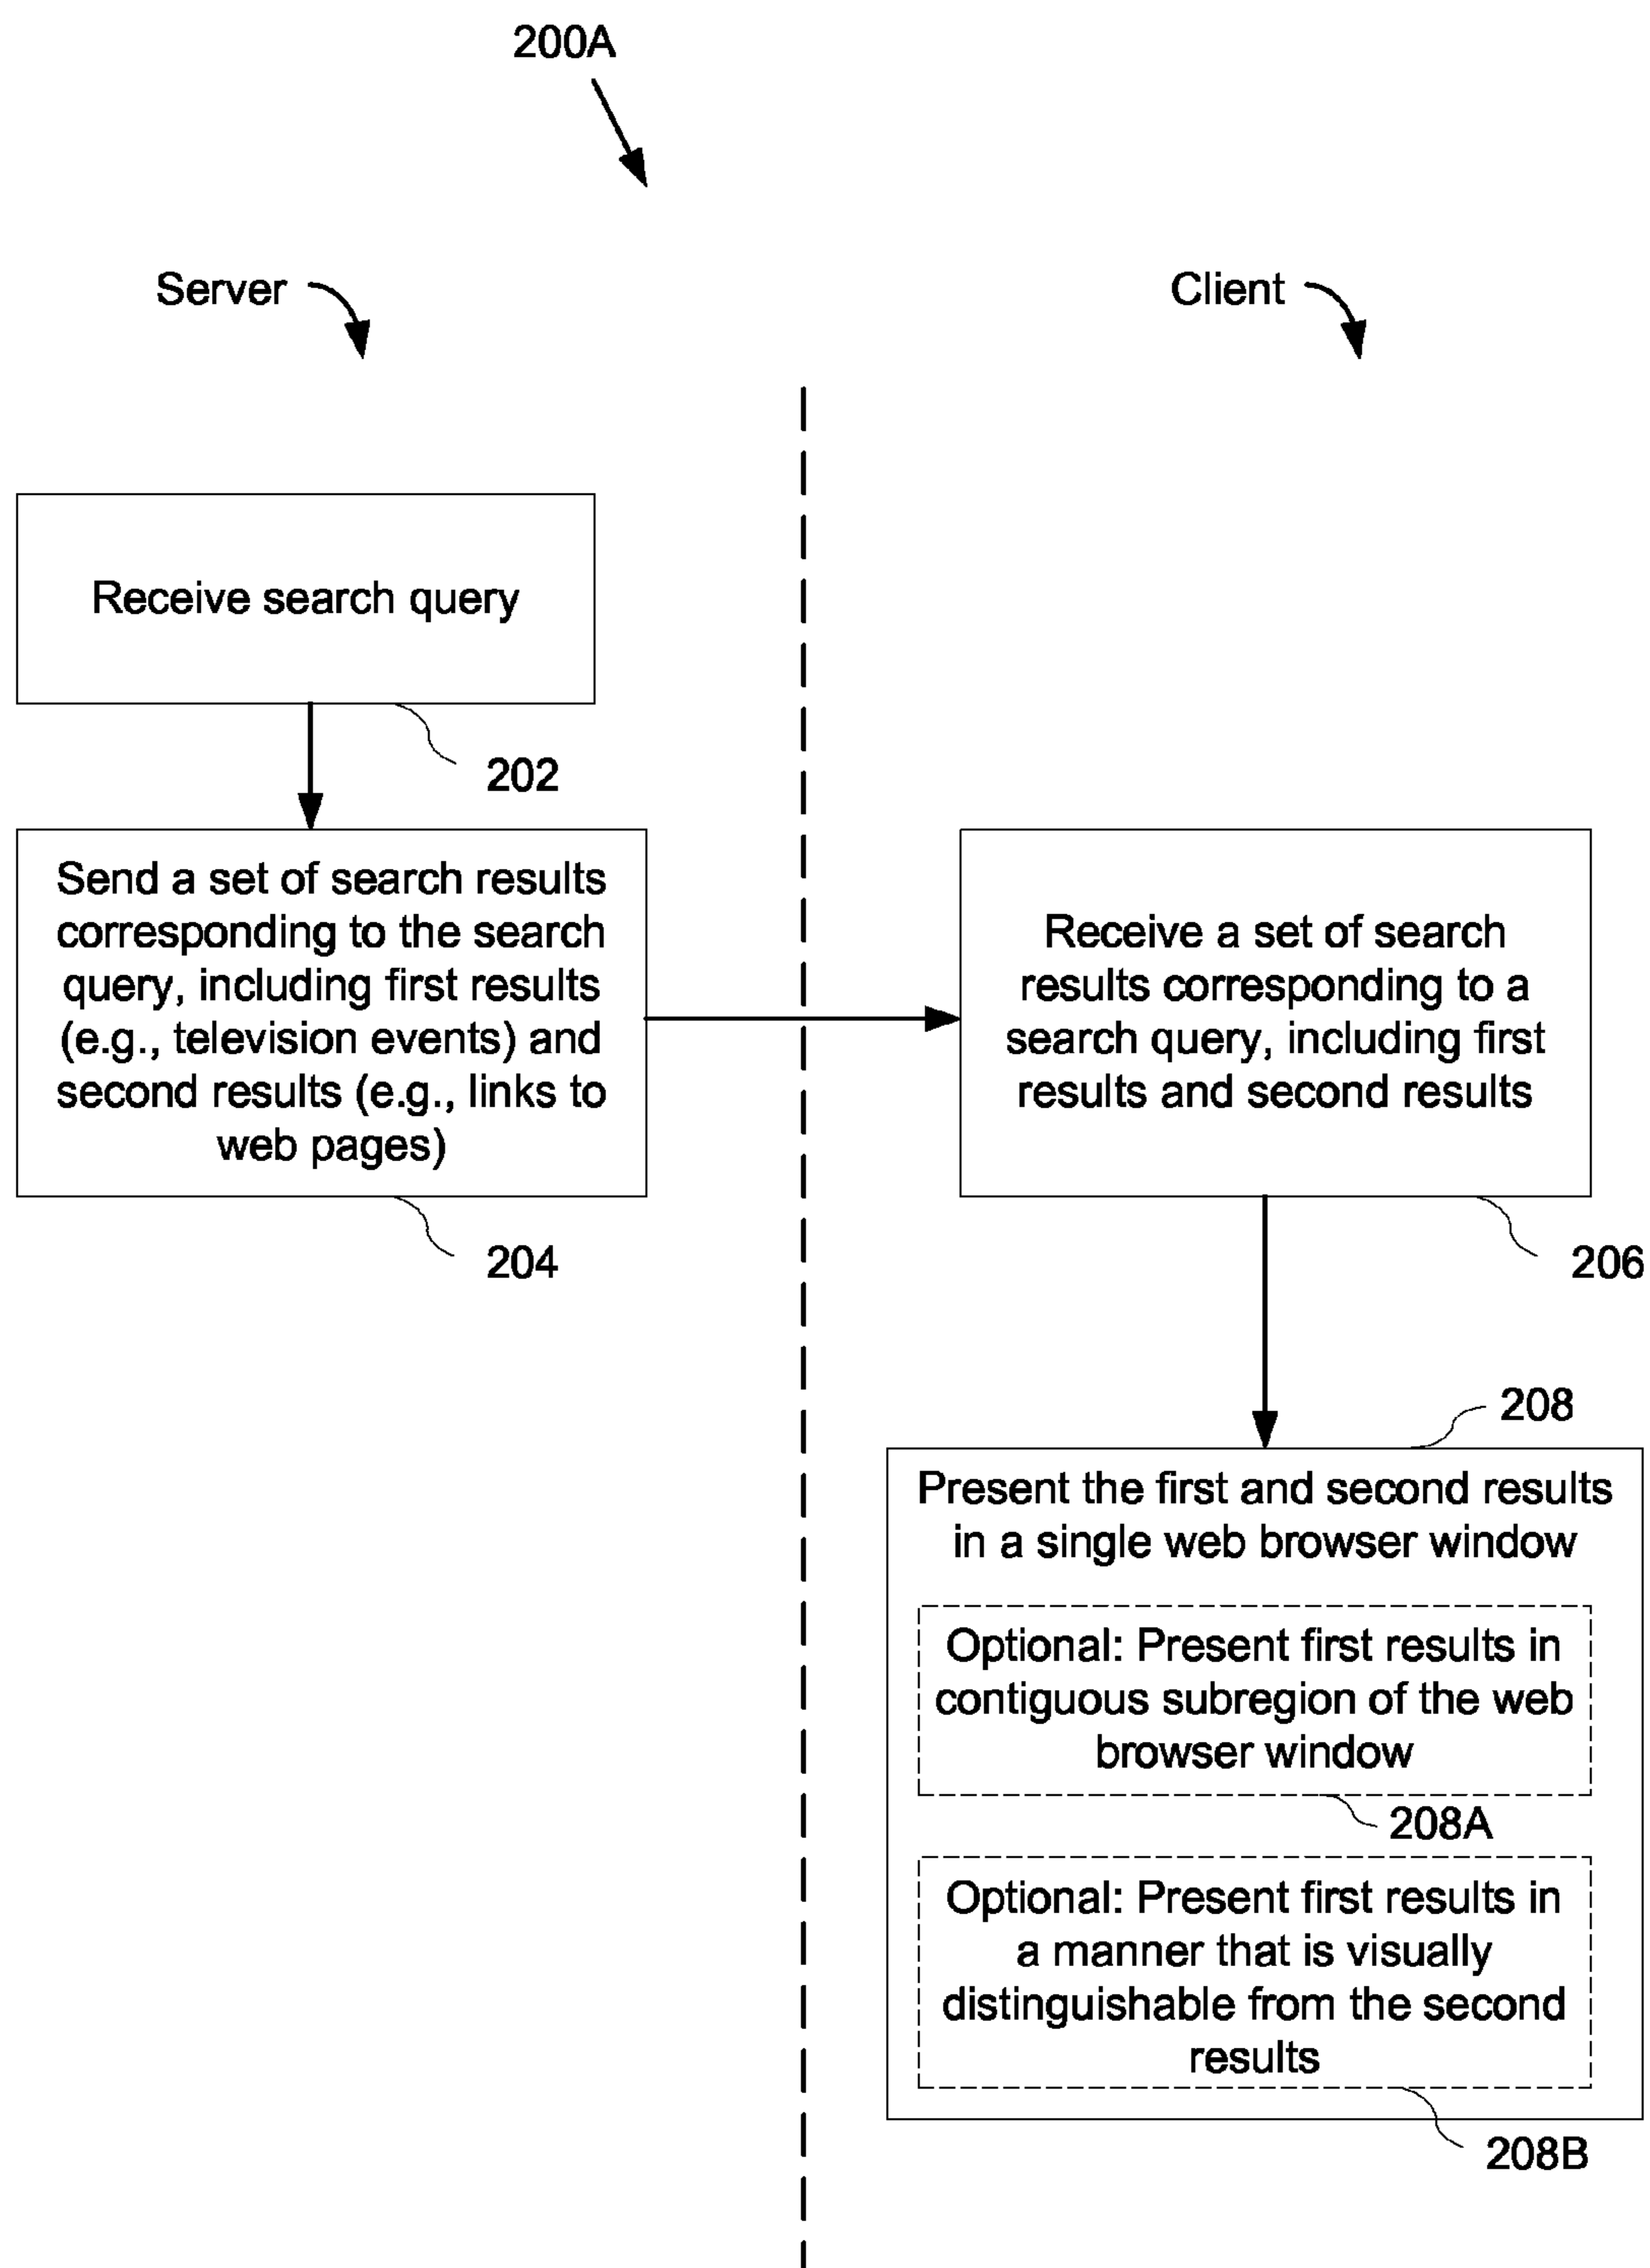 200A
Server
Client
Receive search query
202
Send a set of search results
corresponding to the search
query, including first results
(e.g., television events) and
second results (e.g., links to
web pages)
204
Receive a set of search
results corresponding to a
search query, including first
results and second results
206
208
Present the first and second results
in a single web browser window
Optional: Present first results in
contiguous subregion of the web
browser window
208A
Optional: Present first results in
a manner that is visually
distinguishable from the second
results
208B